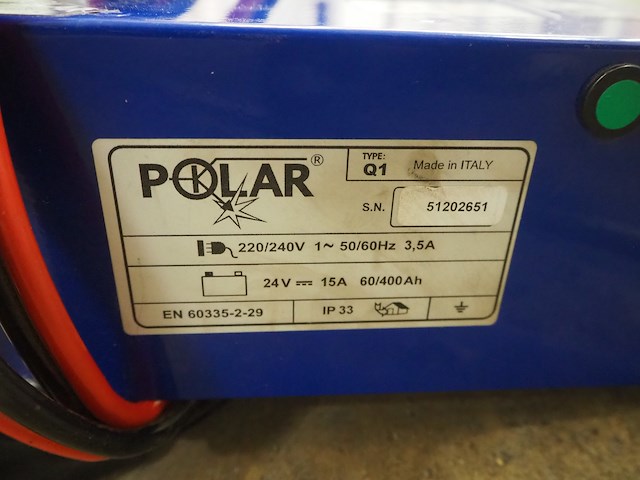 POLAR®
TYPE:
Q1
Made in ITALY
S.N. 51202651
220/240V 1~ 50/60Hz 3,5A
24V ⎓ 15A 60/400Ah
EN 60335-2-29
IP 33